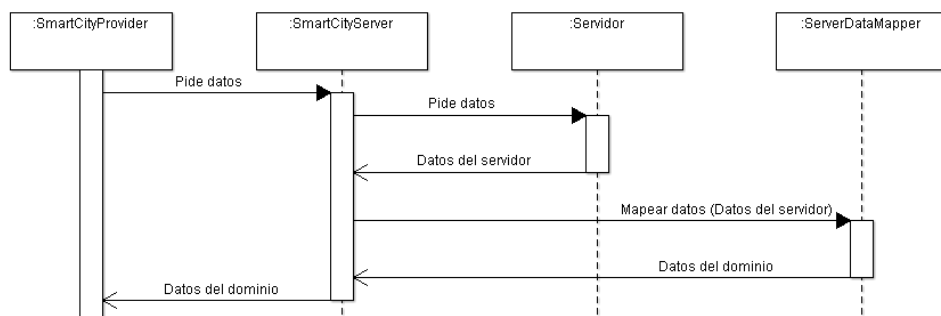 :SmartCityProvider
:SmartCityServer
:Servidor
:ServerDataMapper
Pide datos
Pide datos
Datos del servidor
Mapear datos (Datos del servidor)
Datos del dominio
Datos del dominio